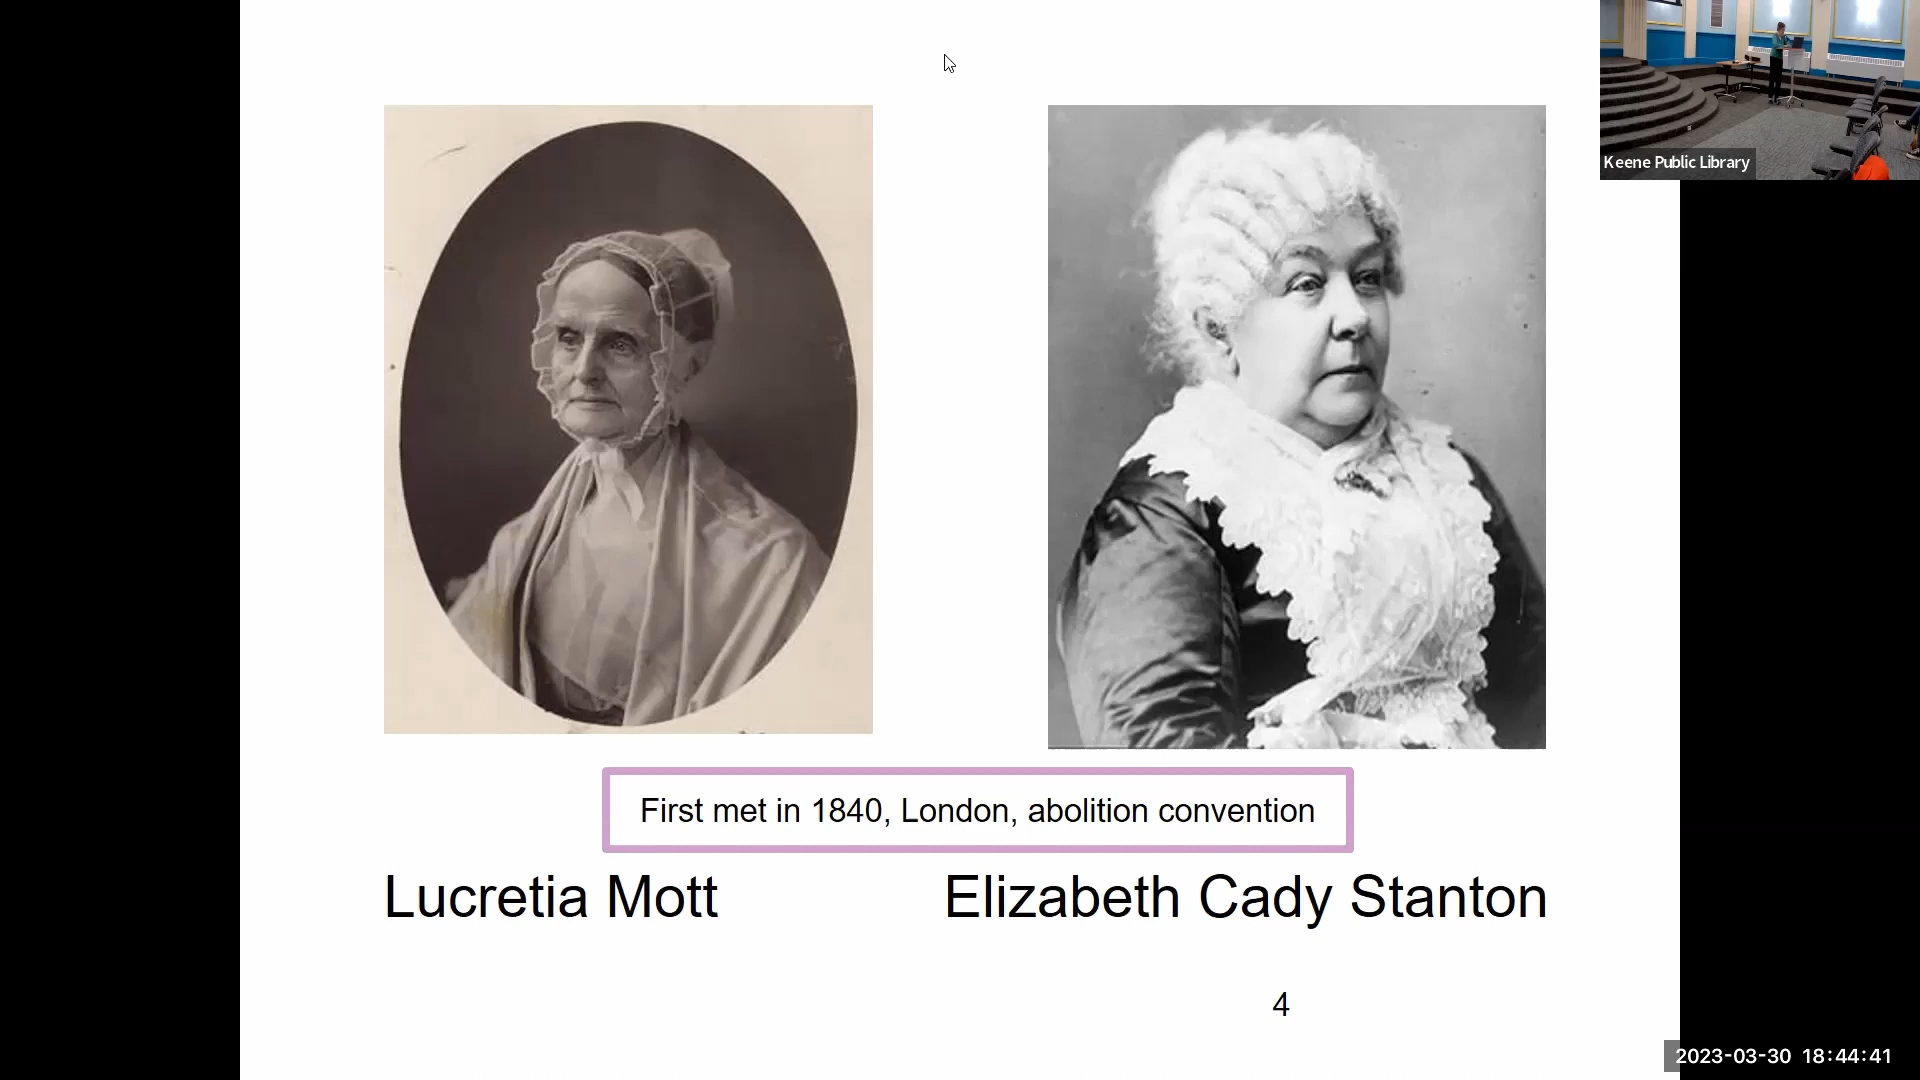 Keene Public Library
First met in 1840, London, abolition convention
Lucretia Mott
Elizabeth Cady Stanton
4
2023-03-30 18:44:41